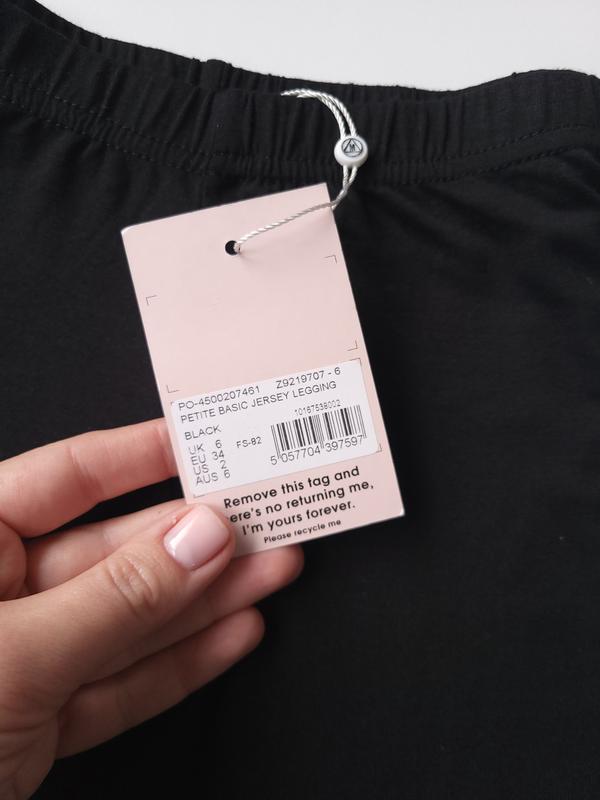 PO-4500207461 Z9219707 - 6
PETITE BASIC JERSEY LEGGING
10167538002
BLACK
UK 6
EU 34 FS-82
US 2
AUS 6
5 057704 397597
Remove this tag and
ere's no returning me,
I'm yours forever.
Please recycle me